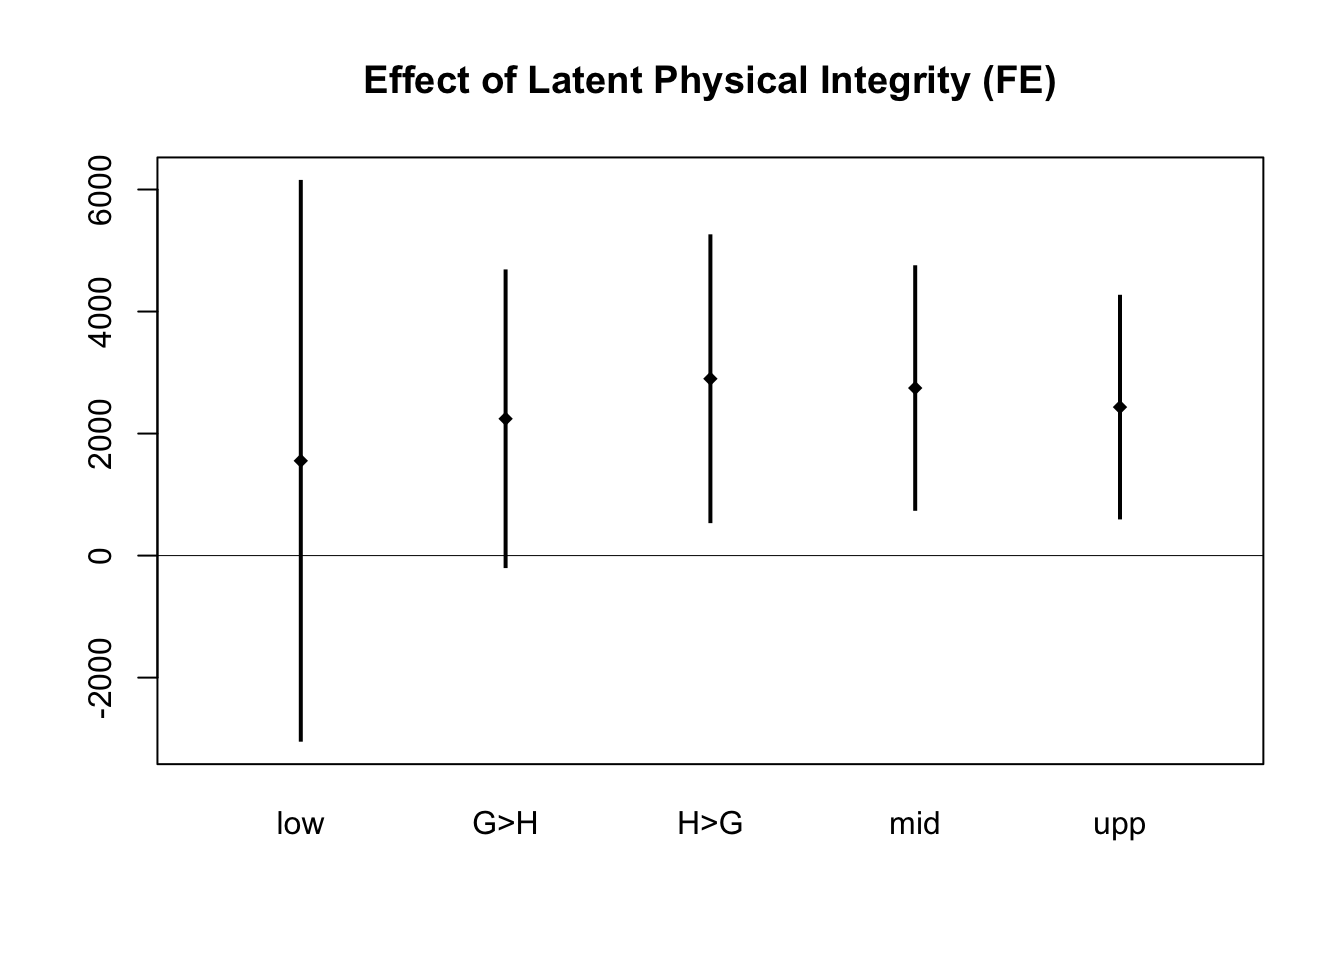 Effect of Latent Physical Integrity (FE)
6000
4000
2000
0
-2000
low G>H H>G mid upp